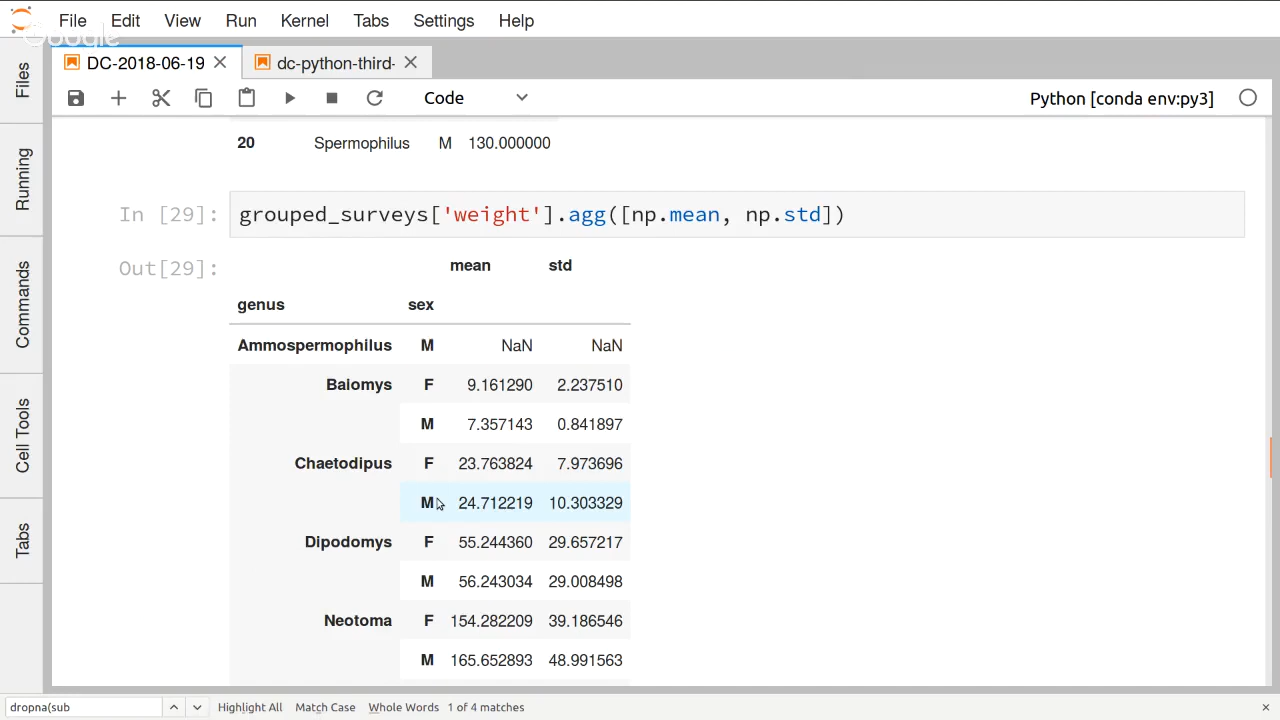 File Edit View Run Kernel Tabs Settings Help
Google
DC-2018-06-19 dc-python-third-
Code Python [conda env:py3]
Files
Running
Commands
Cell Tools
Tabs
20 Spermophilus M 130.000000
In [29]: grouped_surveys['weight'].agg([np.mean, np.std])
Out[29]:
mean std
genus sex
Ammospermophilus M NaN NaN
Baiomys F 9.161290 2.237510
M 7.357143 0.841897
Chaetodipus F 23.763824 7.973696
M 24.712219 10.303329
Dipodomys F 55.244360 29.657217
M 56.243034 29.008498
Neotoma F 154.282209 39.186546
M 165.652893 48.991563
dropna(sub Highlight All Match Case Whole Words 1 of 4 matches